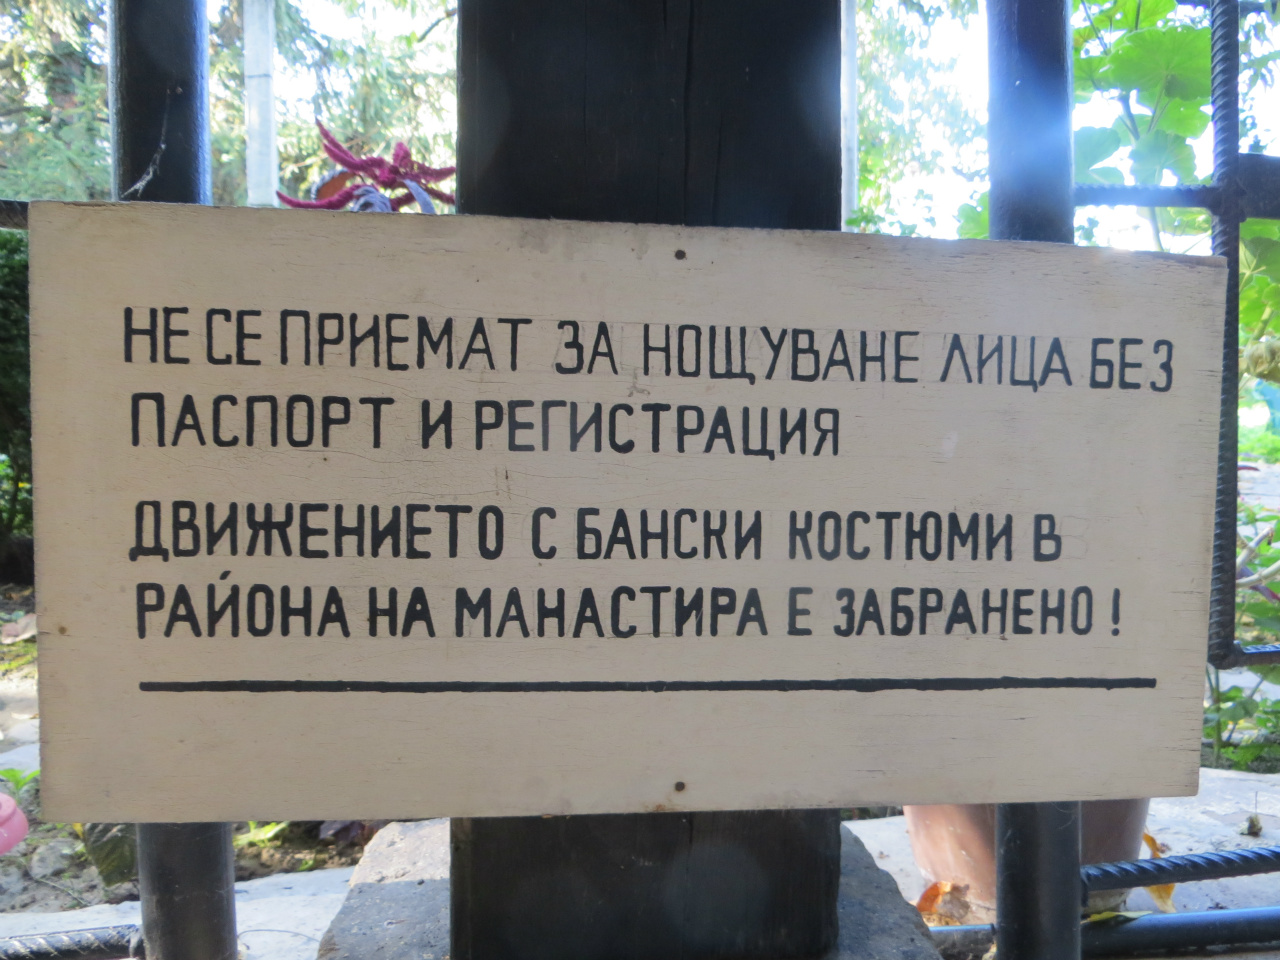 НЕ СЕ ПРИЕМАТ ЗА НОЩУВАНЕ ЛИЦА БЕЗ
ПАСПОРТ И РЕГИСТРАЦИЯ
ДВИЖЕНИЕТО С БАНСКИ КОСТЮМИ В
РАЙОНА НА МАНАСТИРА Е ЗАБРАНЕНО!